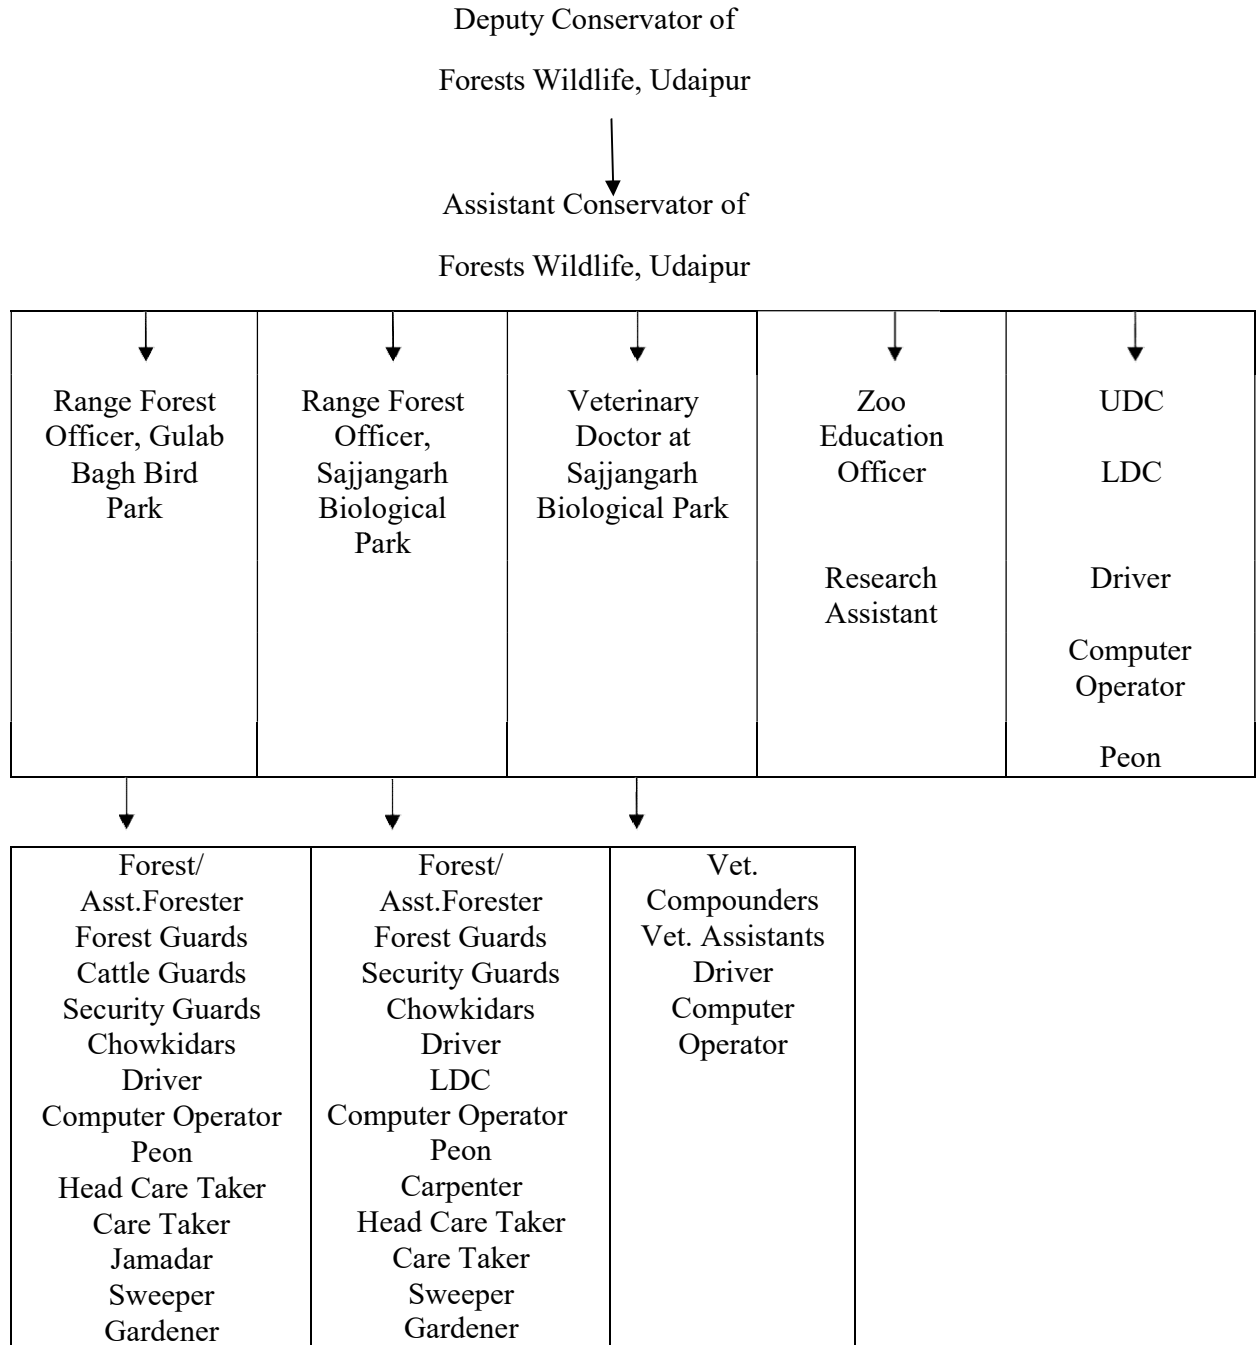 Deputy Conservator of
Forests Wildlife, Udaipur
Assistant Conservator of
Forests Wildlife, Udaipur
Range Forest
Officer, Gulab
Bagh Bird
Park
Range Forest
Officer,
Sajjangarh
Biological
Park
Veterinary
Doctor at
Sajjangarh
Biological Park
Zoo
Education
Officer
Research
Assistant
UDC
LDC
Driver
Computer
Operator
Peon
Forest/
Asst.Forester
Forest Guards
Cattle Guards
Security Guards
Chowkidars
Driver
Computer Operator
Peon
Head Care Taker
Care Taker
Jamadar
Sweeper
Gardener
Forest/
Asst.Forester
Forest Guards
Security Guards
Chowkidars
Driver
LDC
Computer Operator
Peon
Carpenter
Head Care Taker
Care Taker
Sweeper
Gardener
Vet.
Compounders
Vet. Assistants
Driver
Computer
Operator